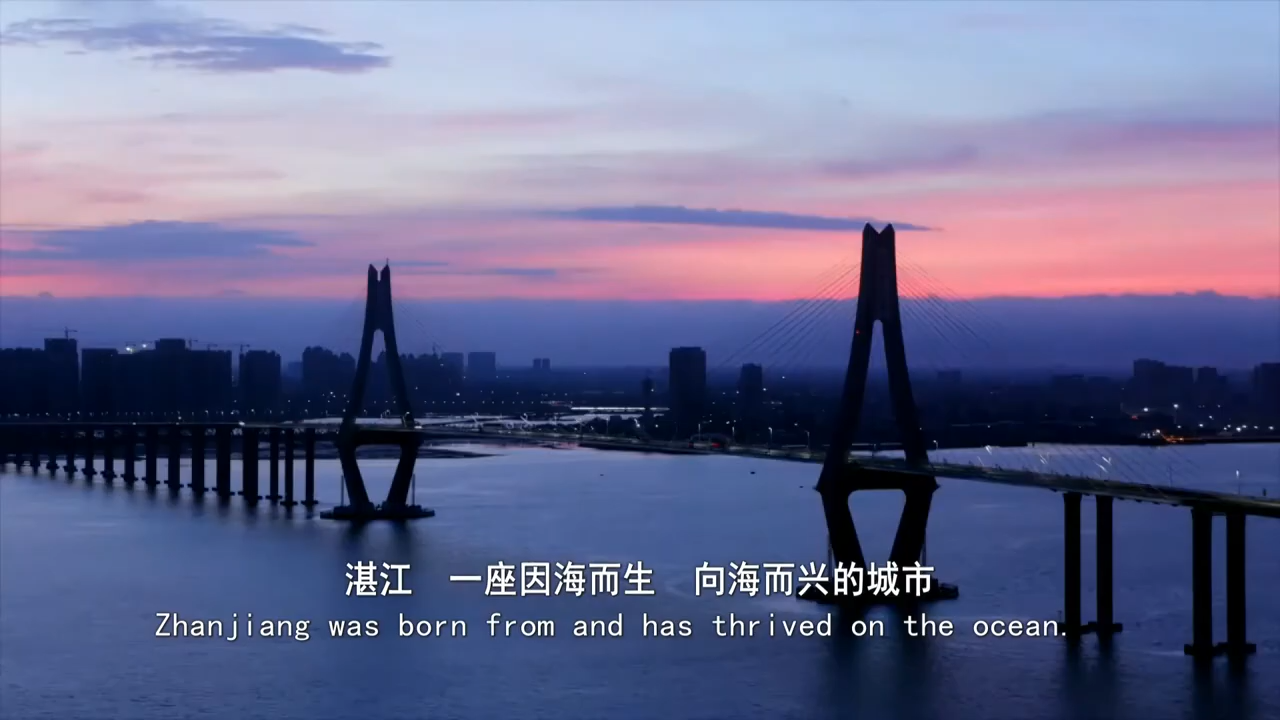 湛江 一座因海而生 向海而兴的城市
Zhanjiang was born from and has thrived on the ocean.